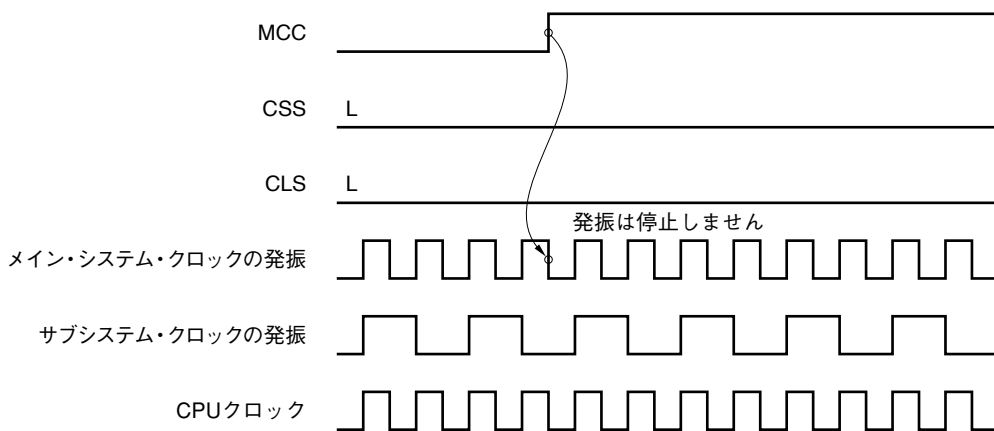 MCC
CSS L
CLS L
発振は停止しません
メイン・システム・クロックの発振
サブシステム・クロックの発振
CPUクロック